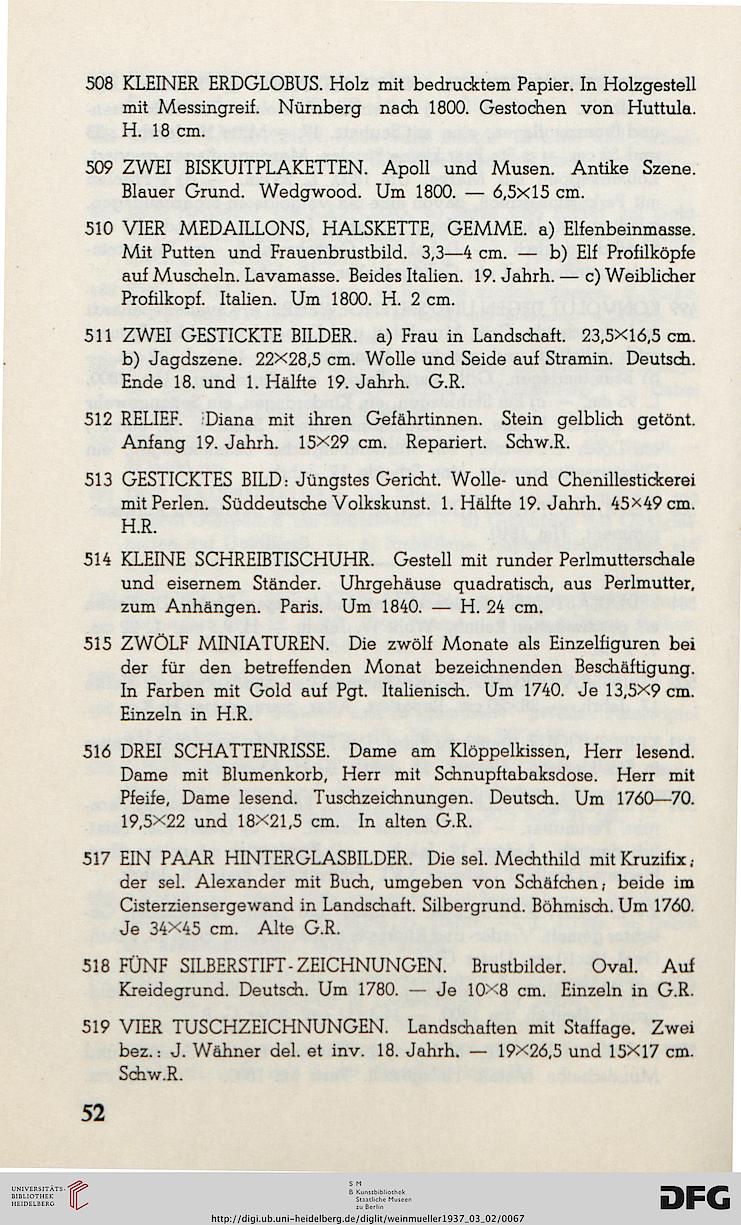 508 KLEINER ERDGLOBUS. Holz mit bedrucktem Papier. In Holzgestell
mit Messingreif. Nürnberg nach 1800. Gestochen von Huttula.
H. 18 cm.
509 ZWEI BISKUITPLAKETTEN. Apoll und Musen. Antike Szene.
Blauer Grund. Wedgwood. Um 1800. — 6,5×15 cm.
510 VIER MEDAILLONS, HALSKETTE, GEMME. a) Elfenbeinmasse.
Mit Putten und Frauenbrustbild. 3,3—4 cm. — b) Elf Profilköpfe
auf Muscheln. Lavamasse. Beides Italien. 19. Jahrh. — c) Weiblicher
Profilkopf. Italien. Um 1800. H. 2 cm.
511 ZWEI GESTICKTE BILDER. a) Frau in Landschaft. 23,5×16,5 cm.
b) Jagdszene. 22×28,5 cm. Wolle und Seide auf Stramin. Deutsch.
Ende 18. und 1. Hälfte 19. Jahrh. G.R.
512 RELIEF. Diana mit ihren Gefährtinnen. Stein gelblich getönt.
Anfang 19. Jahrh. 15×29 cm. Repariert. Schw.R.
513 GESTICKTES BILD: Jüngstes Gericht. Wolle- und Chenillestickerei
mit Perlen. Süddeutsche Volkskunst. 1. Hälfte 19. Jahrh. 45×49 cm.
H.R.
514 KLEINE SCHREIBTISCHUHR. Gestell mit runder Perlmutterschale
und eisernem Ständer. Uhrgehäuse quadratisch, aus Perlmutter,
zum Anhängen. Paris. Um 1840. — H. 24 cm.
515 ZWÖLF MINIATUREN. Die zwölf Monate als Einzelfiguren bei
der für den betreffenden Monat bezeichnenden Beschäftigung.
In Farben mit Gold auf Pgt. Italienisch. Um 1740. Je 13,5×9 cm.
Einzeln in H.R.
516 DREI SCHATTENRISSE. Dame am Klöppelkissen, Herr lesend.
Dame mit Blumenkorb, Herr mit Schnupftabaksdose. Herr mit
Pfeife, Dame lesend. Tuschzeichnungen. Deutsch. Um 1760—70.
19,5×22 und 18×21,5 cm. In alten G.R.
517 EIN PAAR HINTERGLASBILDER. Die sel. Mechthild mit Kruzifix;
der sel. Alexander mit Buch, umgeben von Schäfchen; beide im
Cisterziensergewand in Landschaft. Silbergrund. Böhmisch. Um 1760.
Je 34×45 cm. Alte G.R.
518 FÜNF SILBERSTIFT-ZEICHNUNGEN. Brustbilder. Oval. Auf
Kreidegrund. Deutsch. Um 1780. — Je 10×8 cm. Einzeln in G.R.
519 VIER TUSCHZEICHNUNGEN. Landschaften mit Staffage. Zwei
bez.: J. Wähner del. et inv. 18. Jahrh. — 19×26,5 und 15×17 cm.
Schw.R.
52
UNIVERSITÄTS-
BIBLIOTHEK
HEIDELBERG
S M
B Kunstbibliothek
Staatliche Museen
zu Berlin
DFG
http://digi.ub.uni-heidelberg.de/diglit/weinmueller1937_03_02/0067